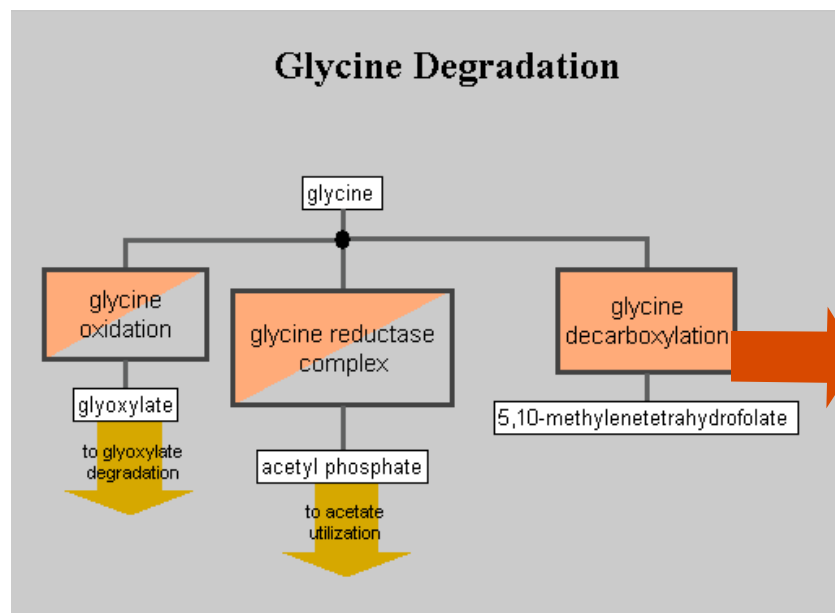 Glycine Degradation
glycine
glycine
oxidation
glycine reductase
complex
glycine
decarboxylation
glyoxylate
5,10-methylenetetrahydrofolate
to glyoxylate
degradation
acetyl phosphate
to acetate
utilization